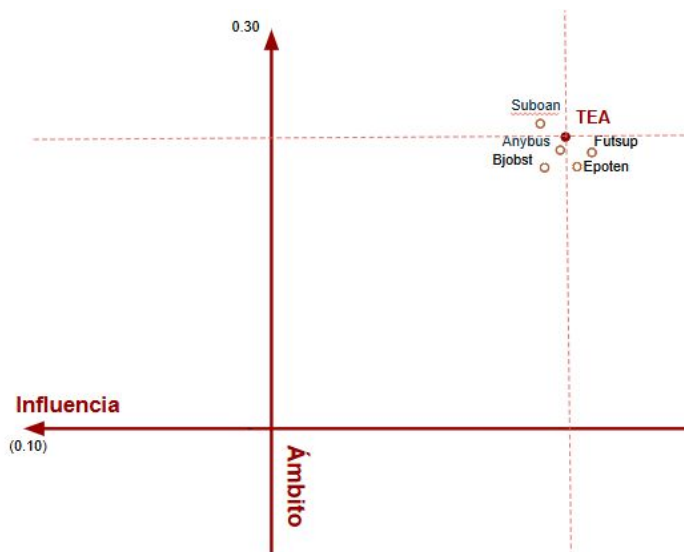 0.30
Suboan
TEA
Anybus
Futsup
Bjobst
Epoten
Influencia
(0.10)
Ámbito